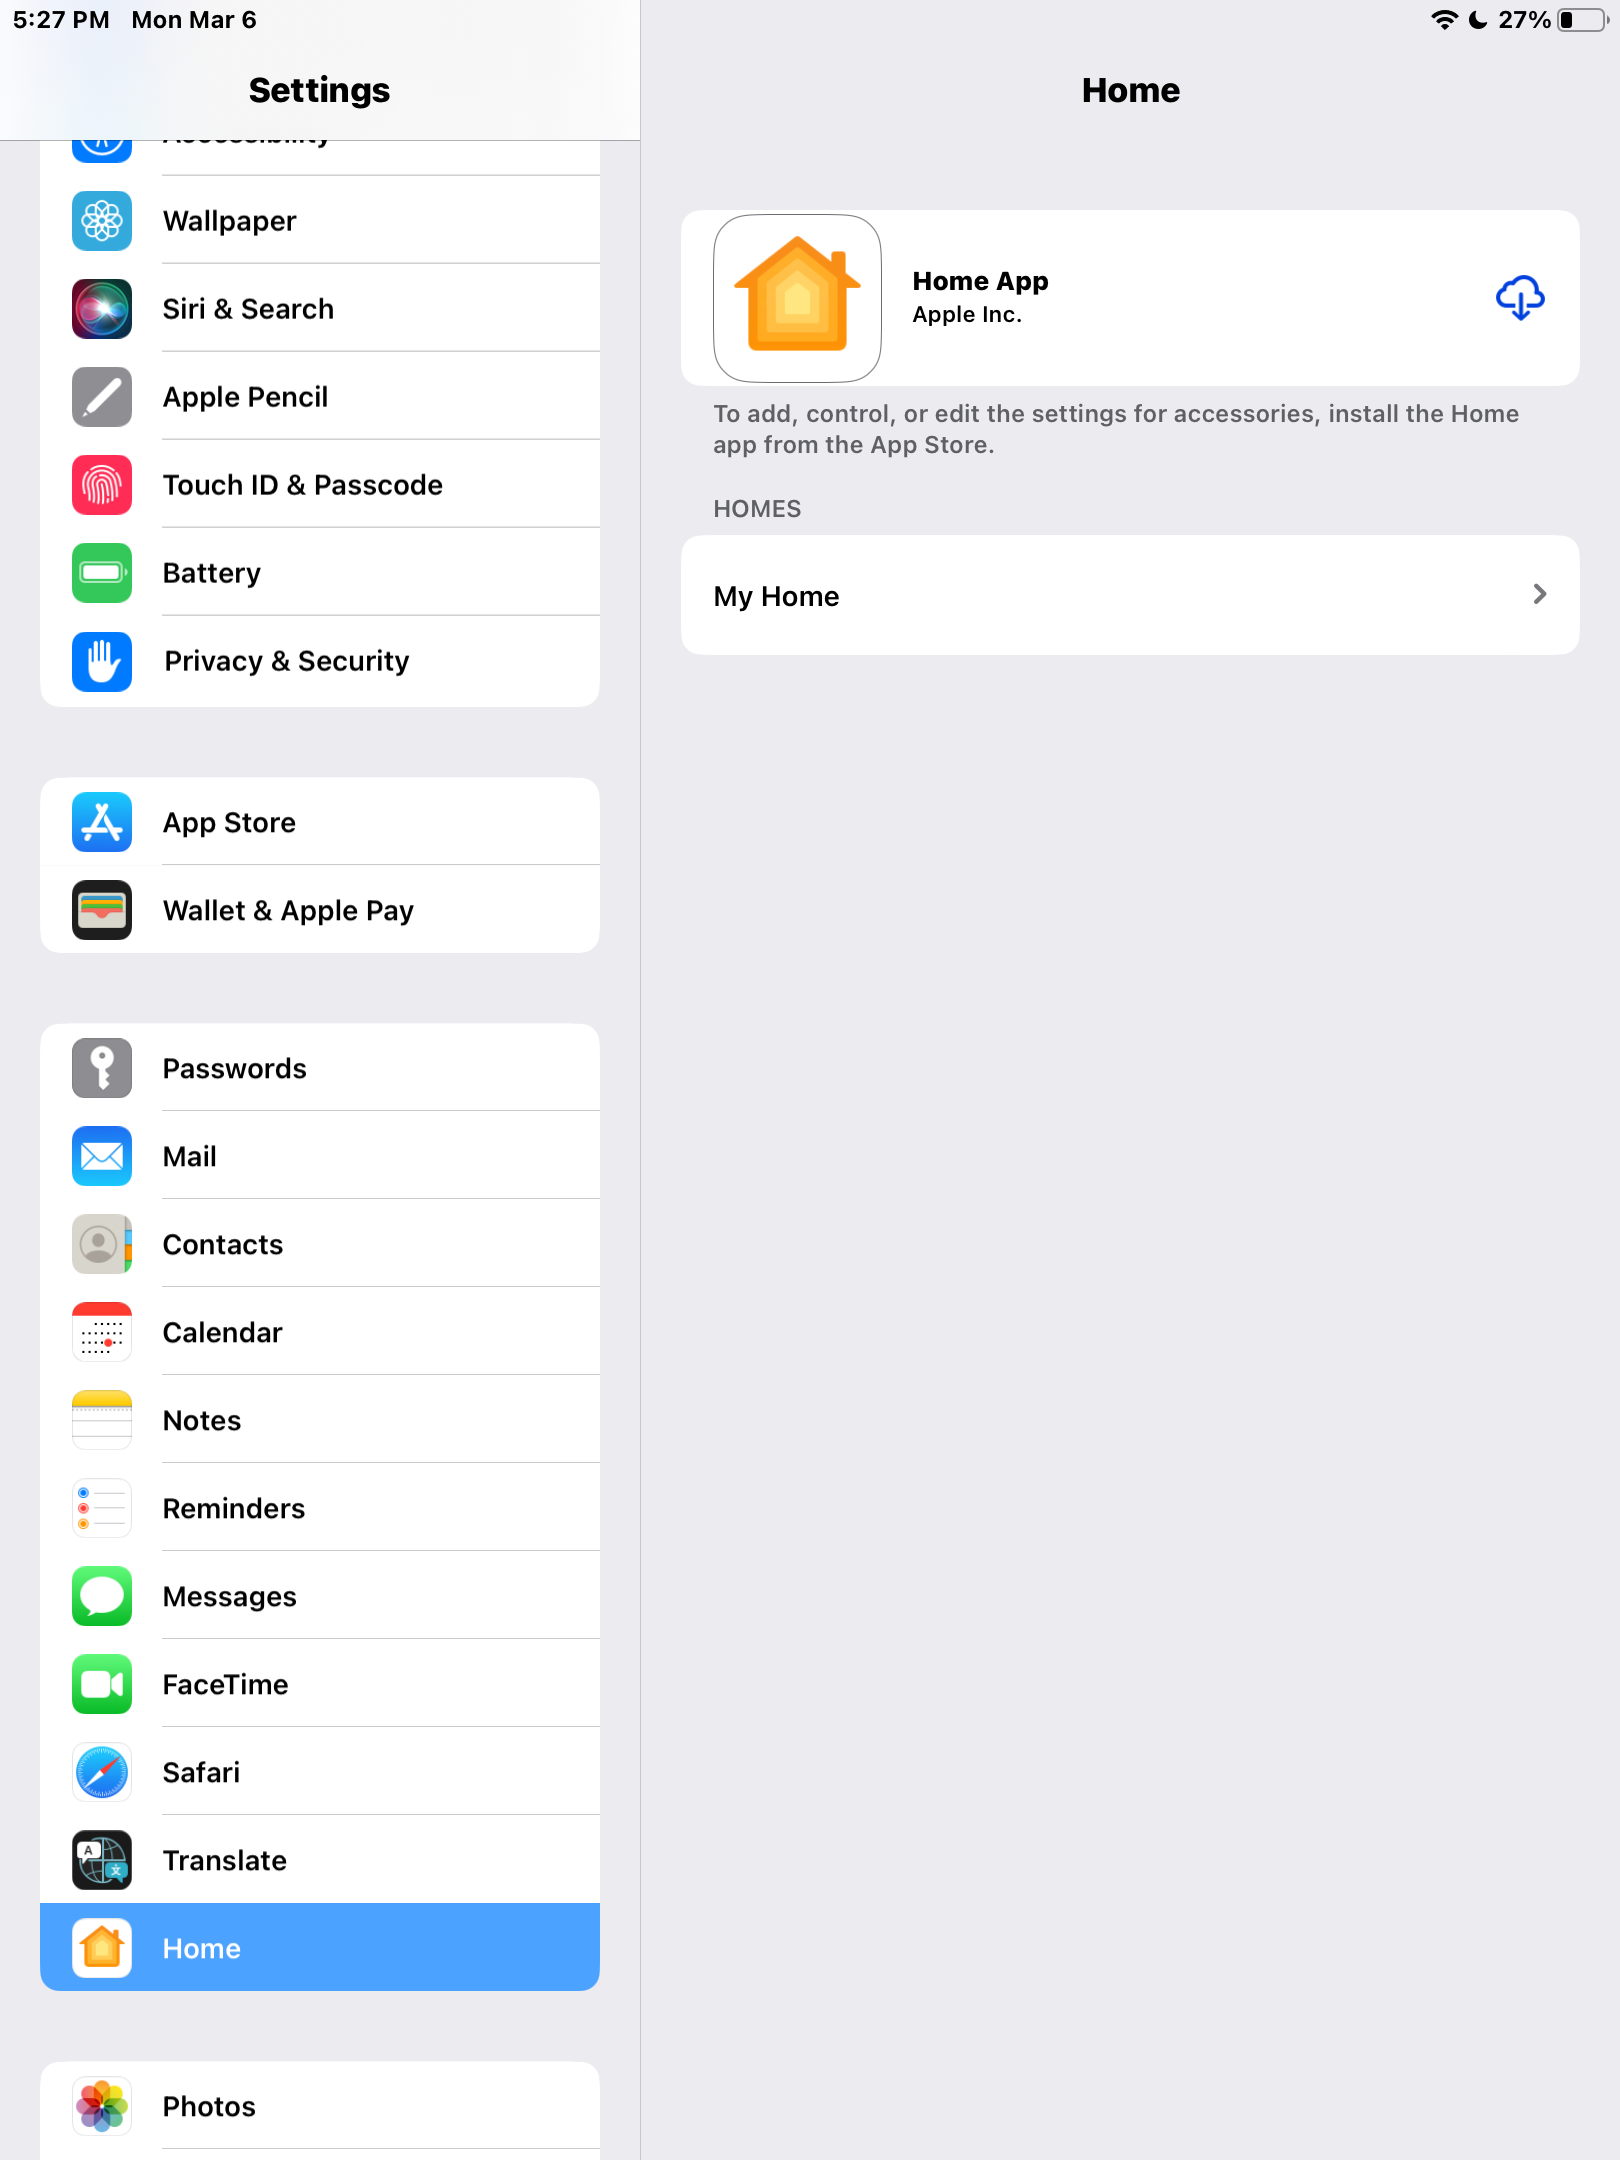 5:27 PM Mon Mar 6
27%
Settings
Accessibility
Wallpaper
Siri & Search
Apple Pencil
Touch ID & Passcode
Battery
Privacy & Security
App Store
Wallet & Apple Pay
Passwords
Mail
Contacts
Calendar
Notes
Reminders
Messages
FaceTime
Safari
Translate
Home
Photos
Home
Home App
Apple Inc.
To add, control, or edit the settings for accessories, install the Home
app from the App Store.
HOMES
My Home